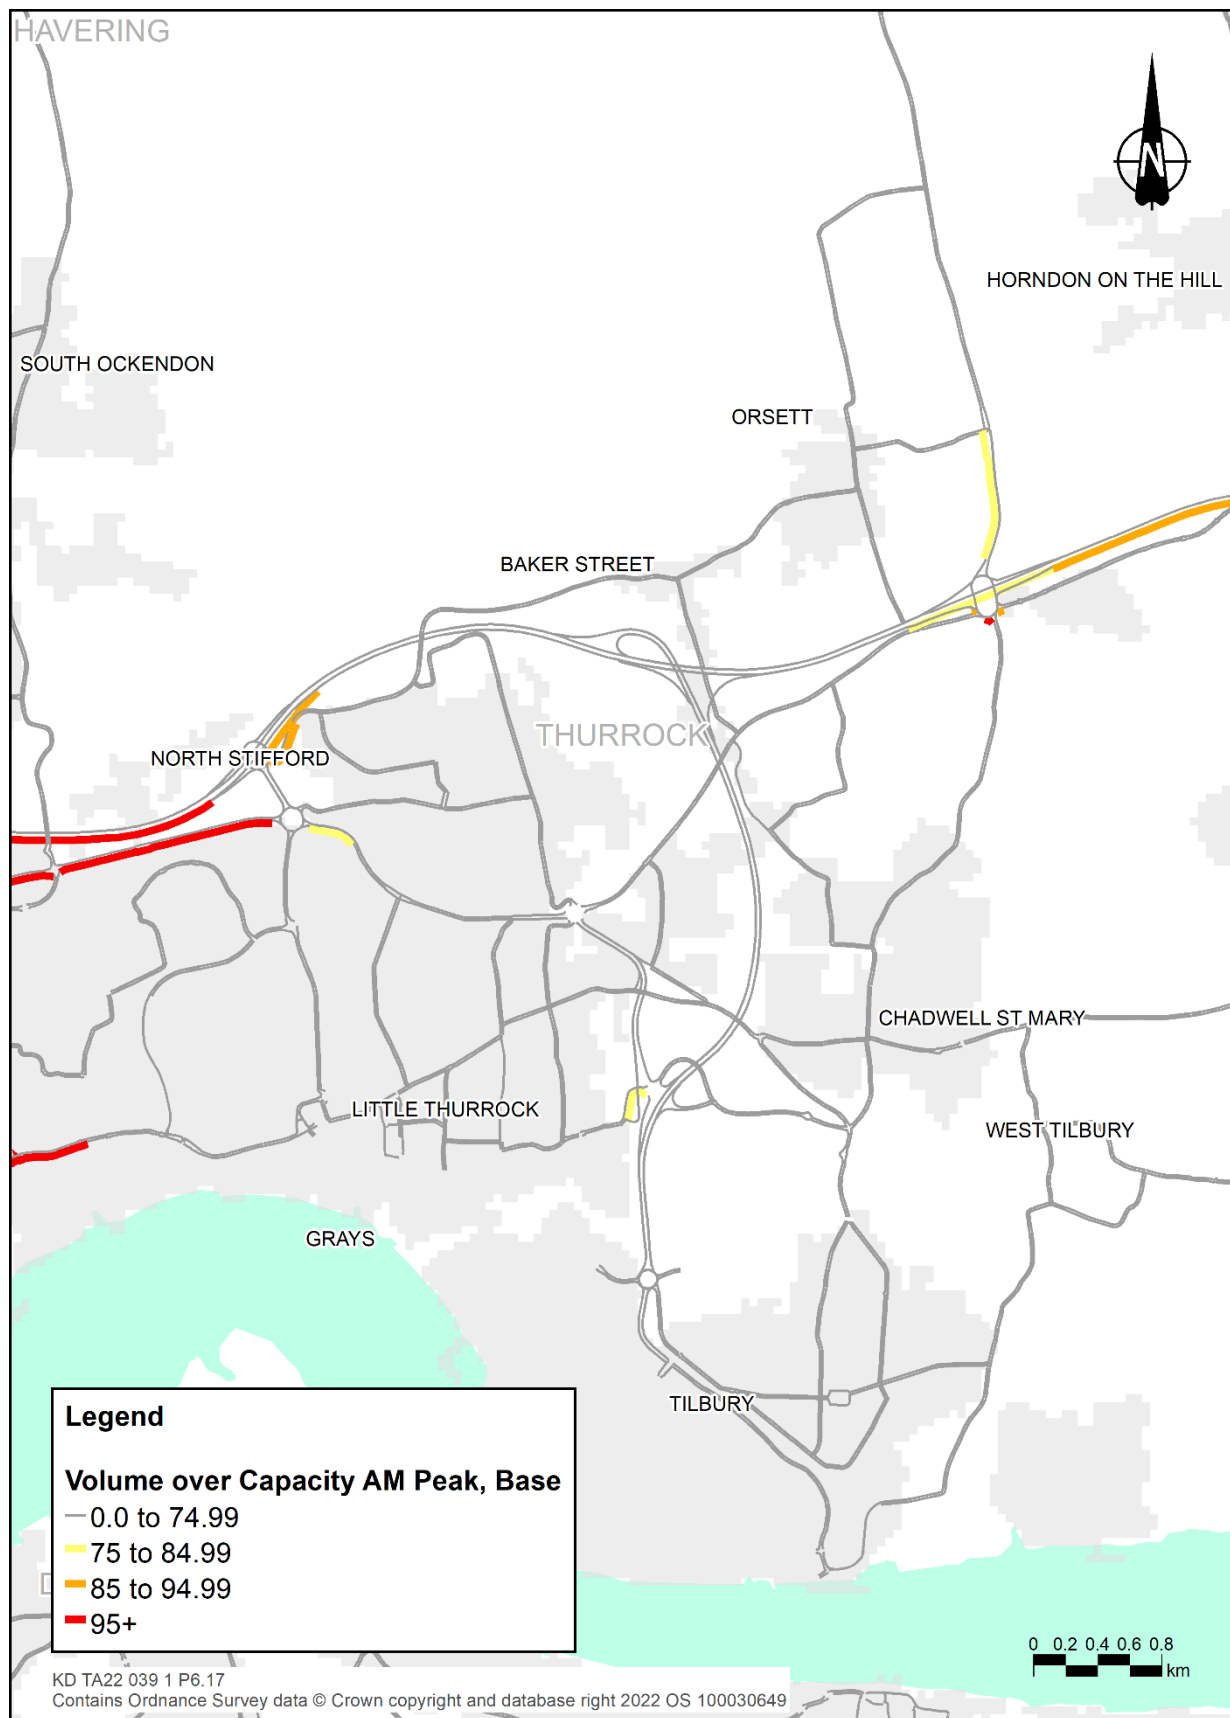 HAVERING
N
HORNDON ON THE HILL
SOUTH OCKENDON
ORSETT
BAKER STREET
THURROCK
NORTH STIFFORD
CHADWELL ST MARY
LITTLE THURROCK
WEST TILBURY
GRAYS
TILBURY
Legend
Volume over Capacity AM Peak, Base
0.0 to 74.99
75 to 84.99
85 to 94.99
95+
0 0.2 0.4 0.6 0.8
km
KD TA22 039 1 P6.17
Contains Ordnance Survey data © Crown copyright and database right 2022 OS 100030649